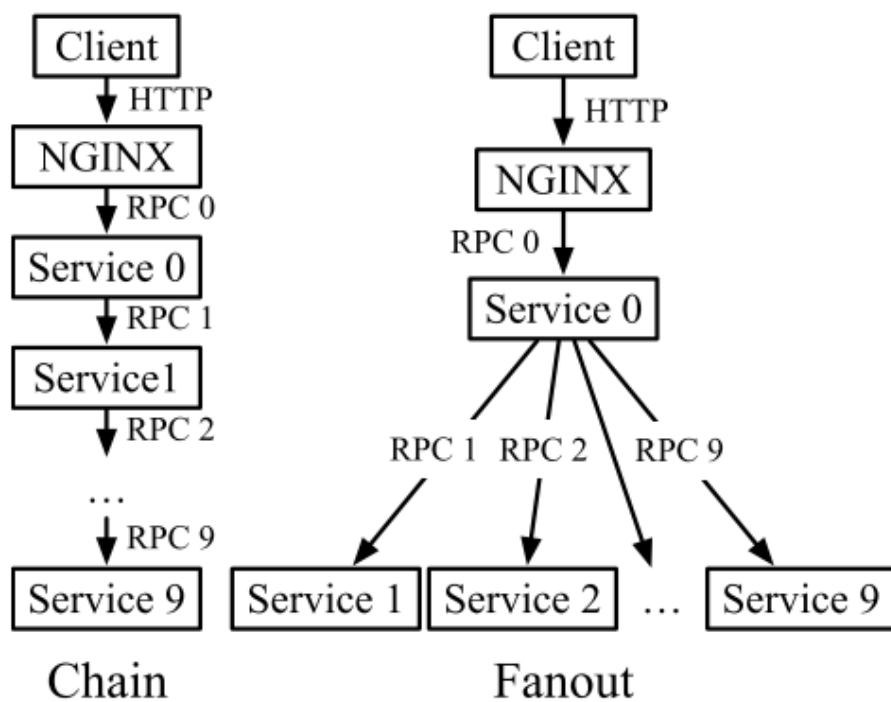 Client
HTTP
NGINX
RPC 0
Service 0
RPC 1
Service1
RPC 2
...
RPC 9
Service 9
Chain
Client
HTTP
NGINX
RPC 0
Service 0
RPC 1 RPC 2 RPC 9
Service 1 Service 2 ... Service 9
Fanout